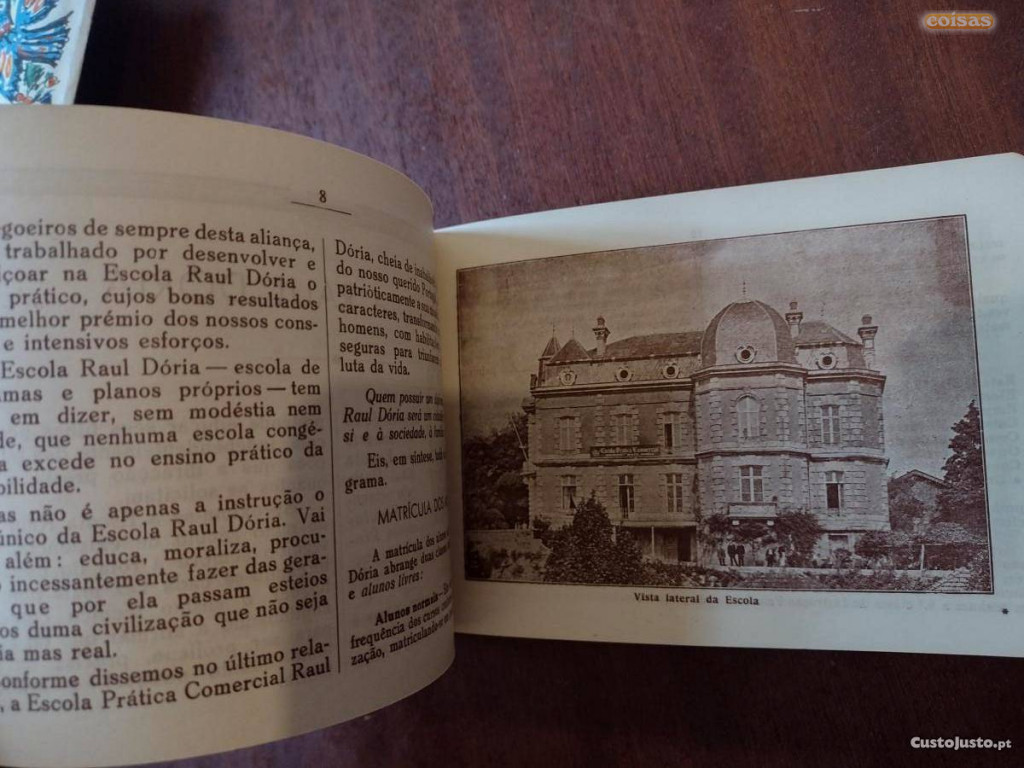 coisas
8
goeiros de sempre desta aliança,
trabalhado por desenvolver e
içoar na Escola Raul Dória o
prático, cujos bons resultados
melhor prémio dos nossos cons-
e intensivos esforços.
Escola Raul Dória — escola de
mas e planos próprios — tem
em dizer, sem modéstia nem
de, que nenhuma escola congé-
a excede no ensino prático da
bilidade.
as não é apenas a instrução o
único da Escola Raul Dória. Vai
além: educa, moraliza, procu-
incessantemente fazer das gera-
que por ela passam esteios
os duma civilização que não seja
ia mas real.
onforme dissemos no último rela-
, a Escola Prática Comercial Raul
Dória, cheia de
do nosso querido
patriòticamente a sua
caracteres,
homens, com
seguras para
luta da vida.
Quem possuir um
Raul Dória será um
si e à sociedade, à
Eis, em síntese,
grama.
MATRÍCULA DOS
A matrícula dos
Dória abrange duas
e alunos livres:
Alunos normais—
frequência dos cursos
zação, matriculando-se
Vista lateral da Escola
*
CustoJusto.pt